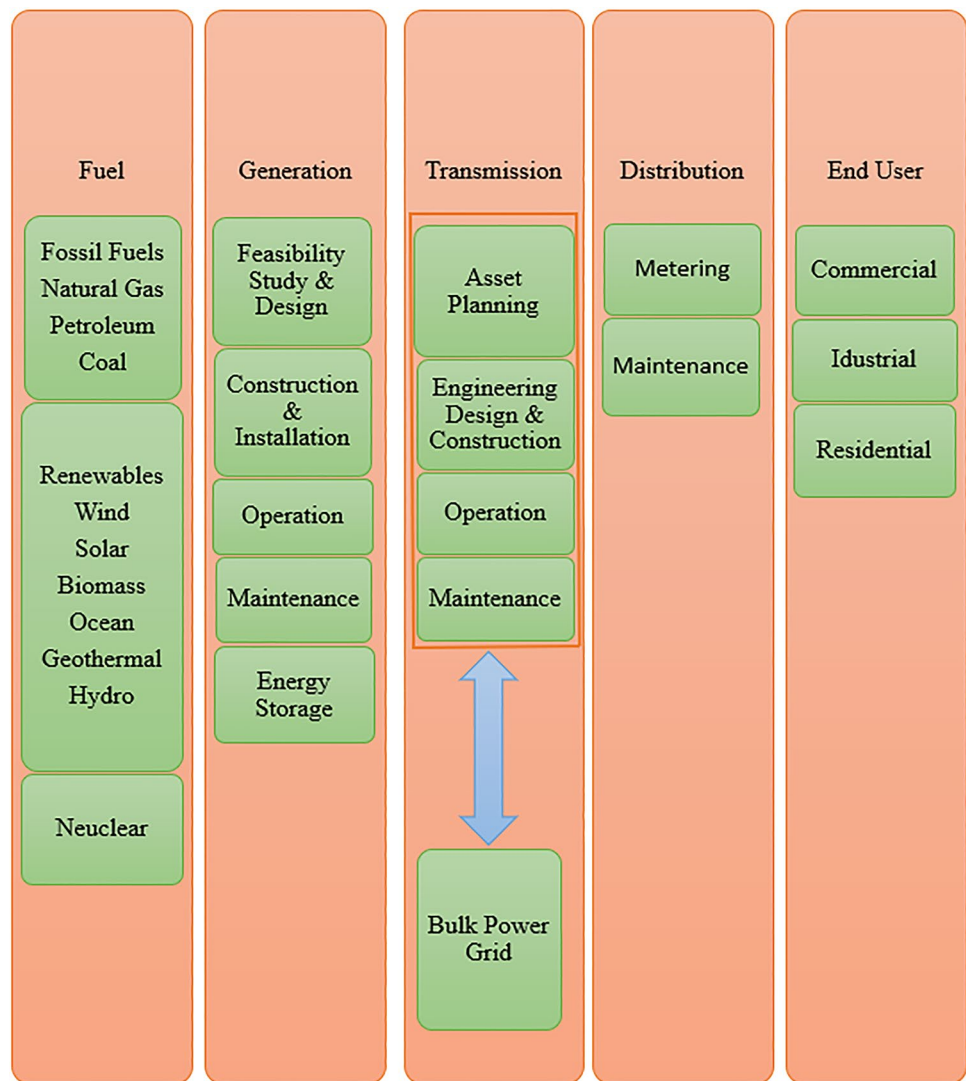 Fuel
Fossil Fuels
Natural Gas
Petroleum
Coal
Renewables
Wind
Solar
Biomass
Ocean
Geothermal
Hydro
Neuclear
Generation
Feasibility
Study &
Design
Construction
&
Installation
Operation
Maintenance
Energy
Storage
Transmission
Asset
Planning
Engineering
Design &
Construction
Operation
Maintenance
Bulk Power
Grid
Distribution
Metering
Maintenance
End User
Commercial
Idustrial
Residential